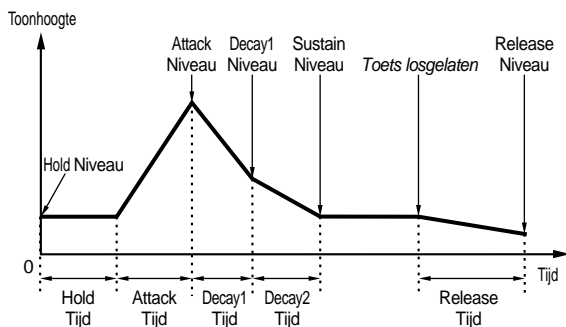 Toonhoogte
Attack
Niveau
Decay1
Niveau
Sustain
Niveau
Toets losgelaten
Release
Niveau
Hold Niveau
0
Tijd
Hold
Tijd
Attack
Tijd
Decay1
Tijd
Decay2
Tijd
Release
Tijd